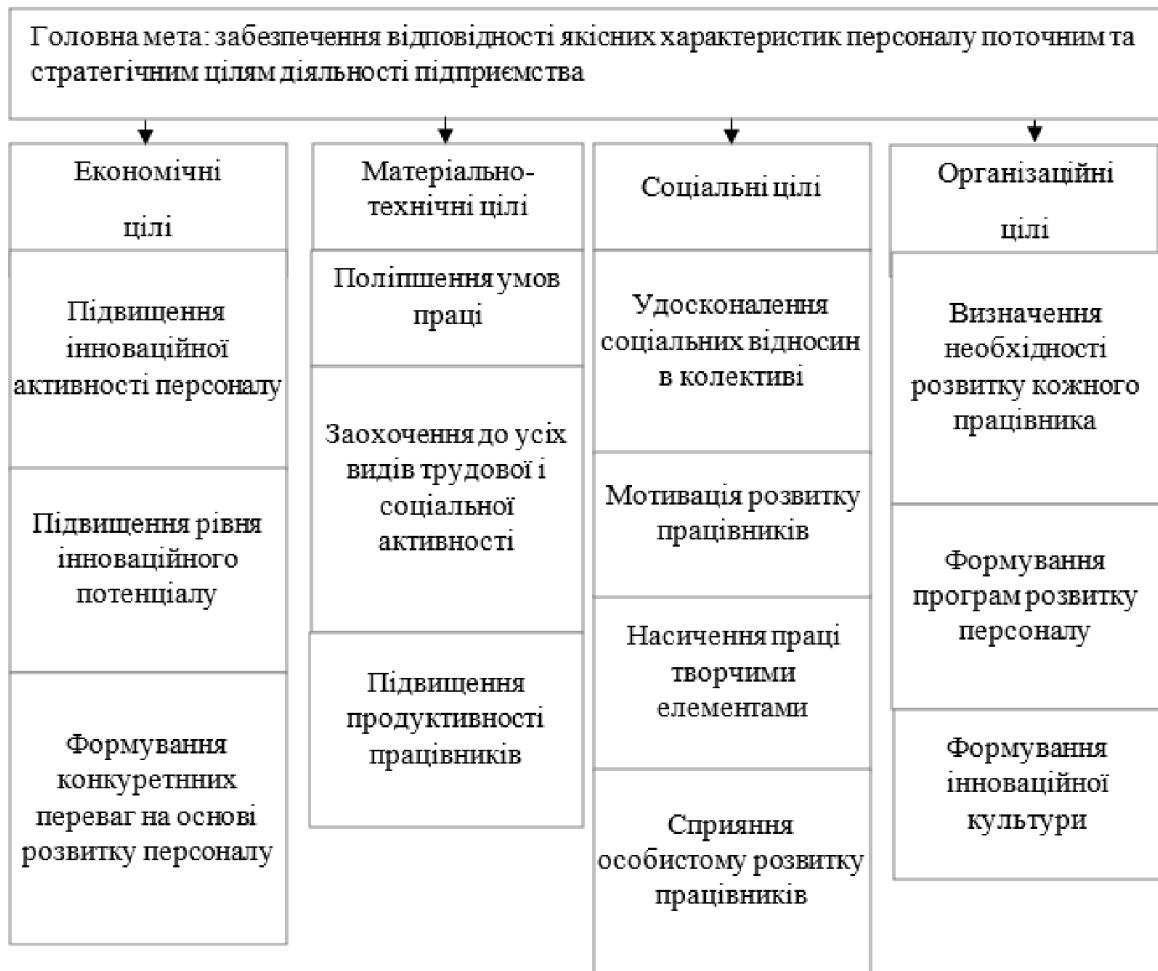 Головна мета: забезпечення відповідності якісних характеристик персоналу поточним та
стратегічним цілям діяльності підприємства
Економічні
цілі
Підвищення
інноваційної
активності персоналу
Підвищення рівня
інноваційного
потенціалу
Формування
конкуретнних
переваг на основі
розвитку персоналу
Матеріально-
технічні цілі
Поліпшення умов
праці
Заохочення до усіх
видів трудової і
соціальної
активності
Підвищення
продуктивності
працівників
Соціальні цілі
Удосконалення
соціальних відносин
в колективі
Мотивація розвитку
працівників
Насичення праці
творчими
елементами
Сприяння
особистому розвитку
працівників
Організаційні
цілі
Визначення
необхідності
розвитку кожного
працівника
Формування
програм розвитку
персоналу
Формування
інноваційної
культури